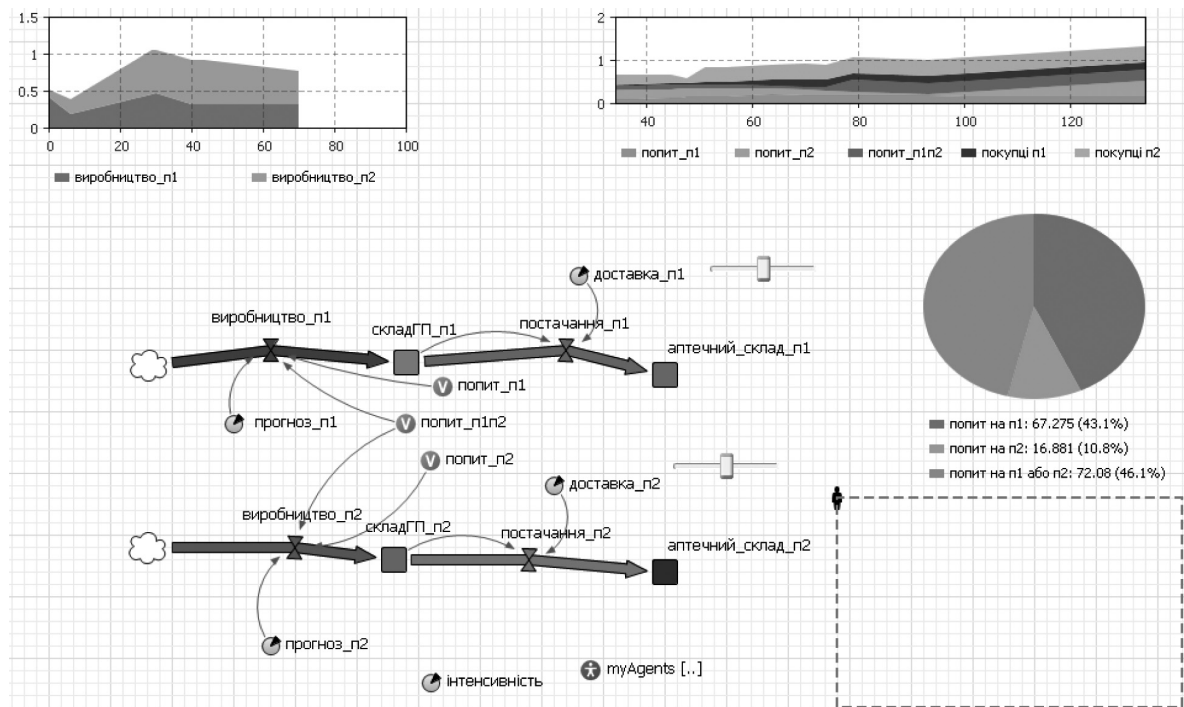 1.5
1
0.5
0
0 20 40 60 80 100
виробництво_п1 виробництво_п2
2
1
0
40 60 80 100 120
попит_п1 попит_п2 попит_п1п2 покупці п1 покупці п2
доставка_п1
виробництво_п1
складГП_п1
постачання_п1
аптечний_склад_п1
V попит_п1
прогноз_п1
V попит_п1п2
V попит_п2
доставка_п2
виробництво_п2
складГП_п2
постачання_п2
аптечний_склад_п2
прогноз_п2
інтенсивність
myAgents [..]
попит на п1: 67.275 (43.1%)
попит на п2: 16.881 (10.8%)
попит на п1 або п2: 72.08 (46.1%)